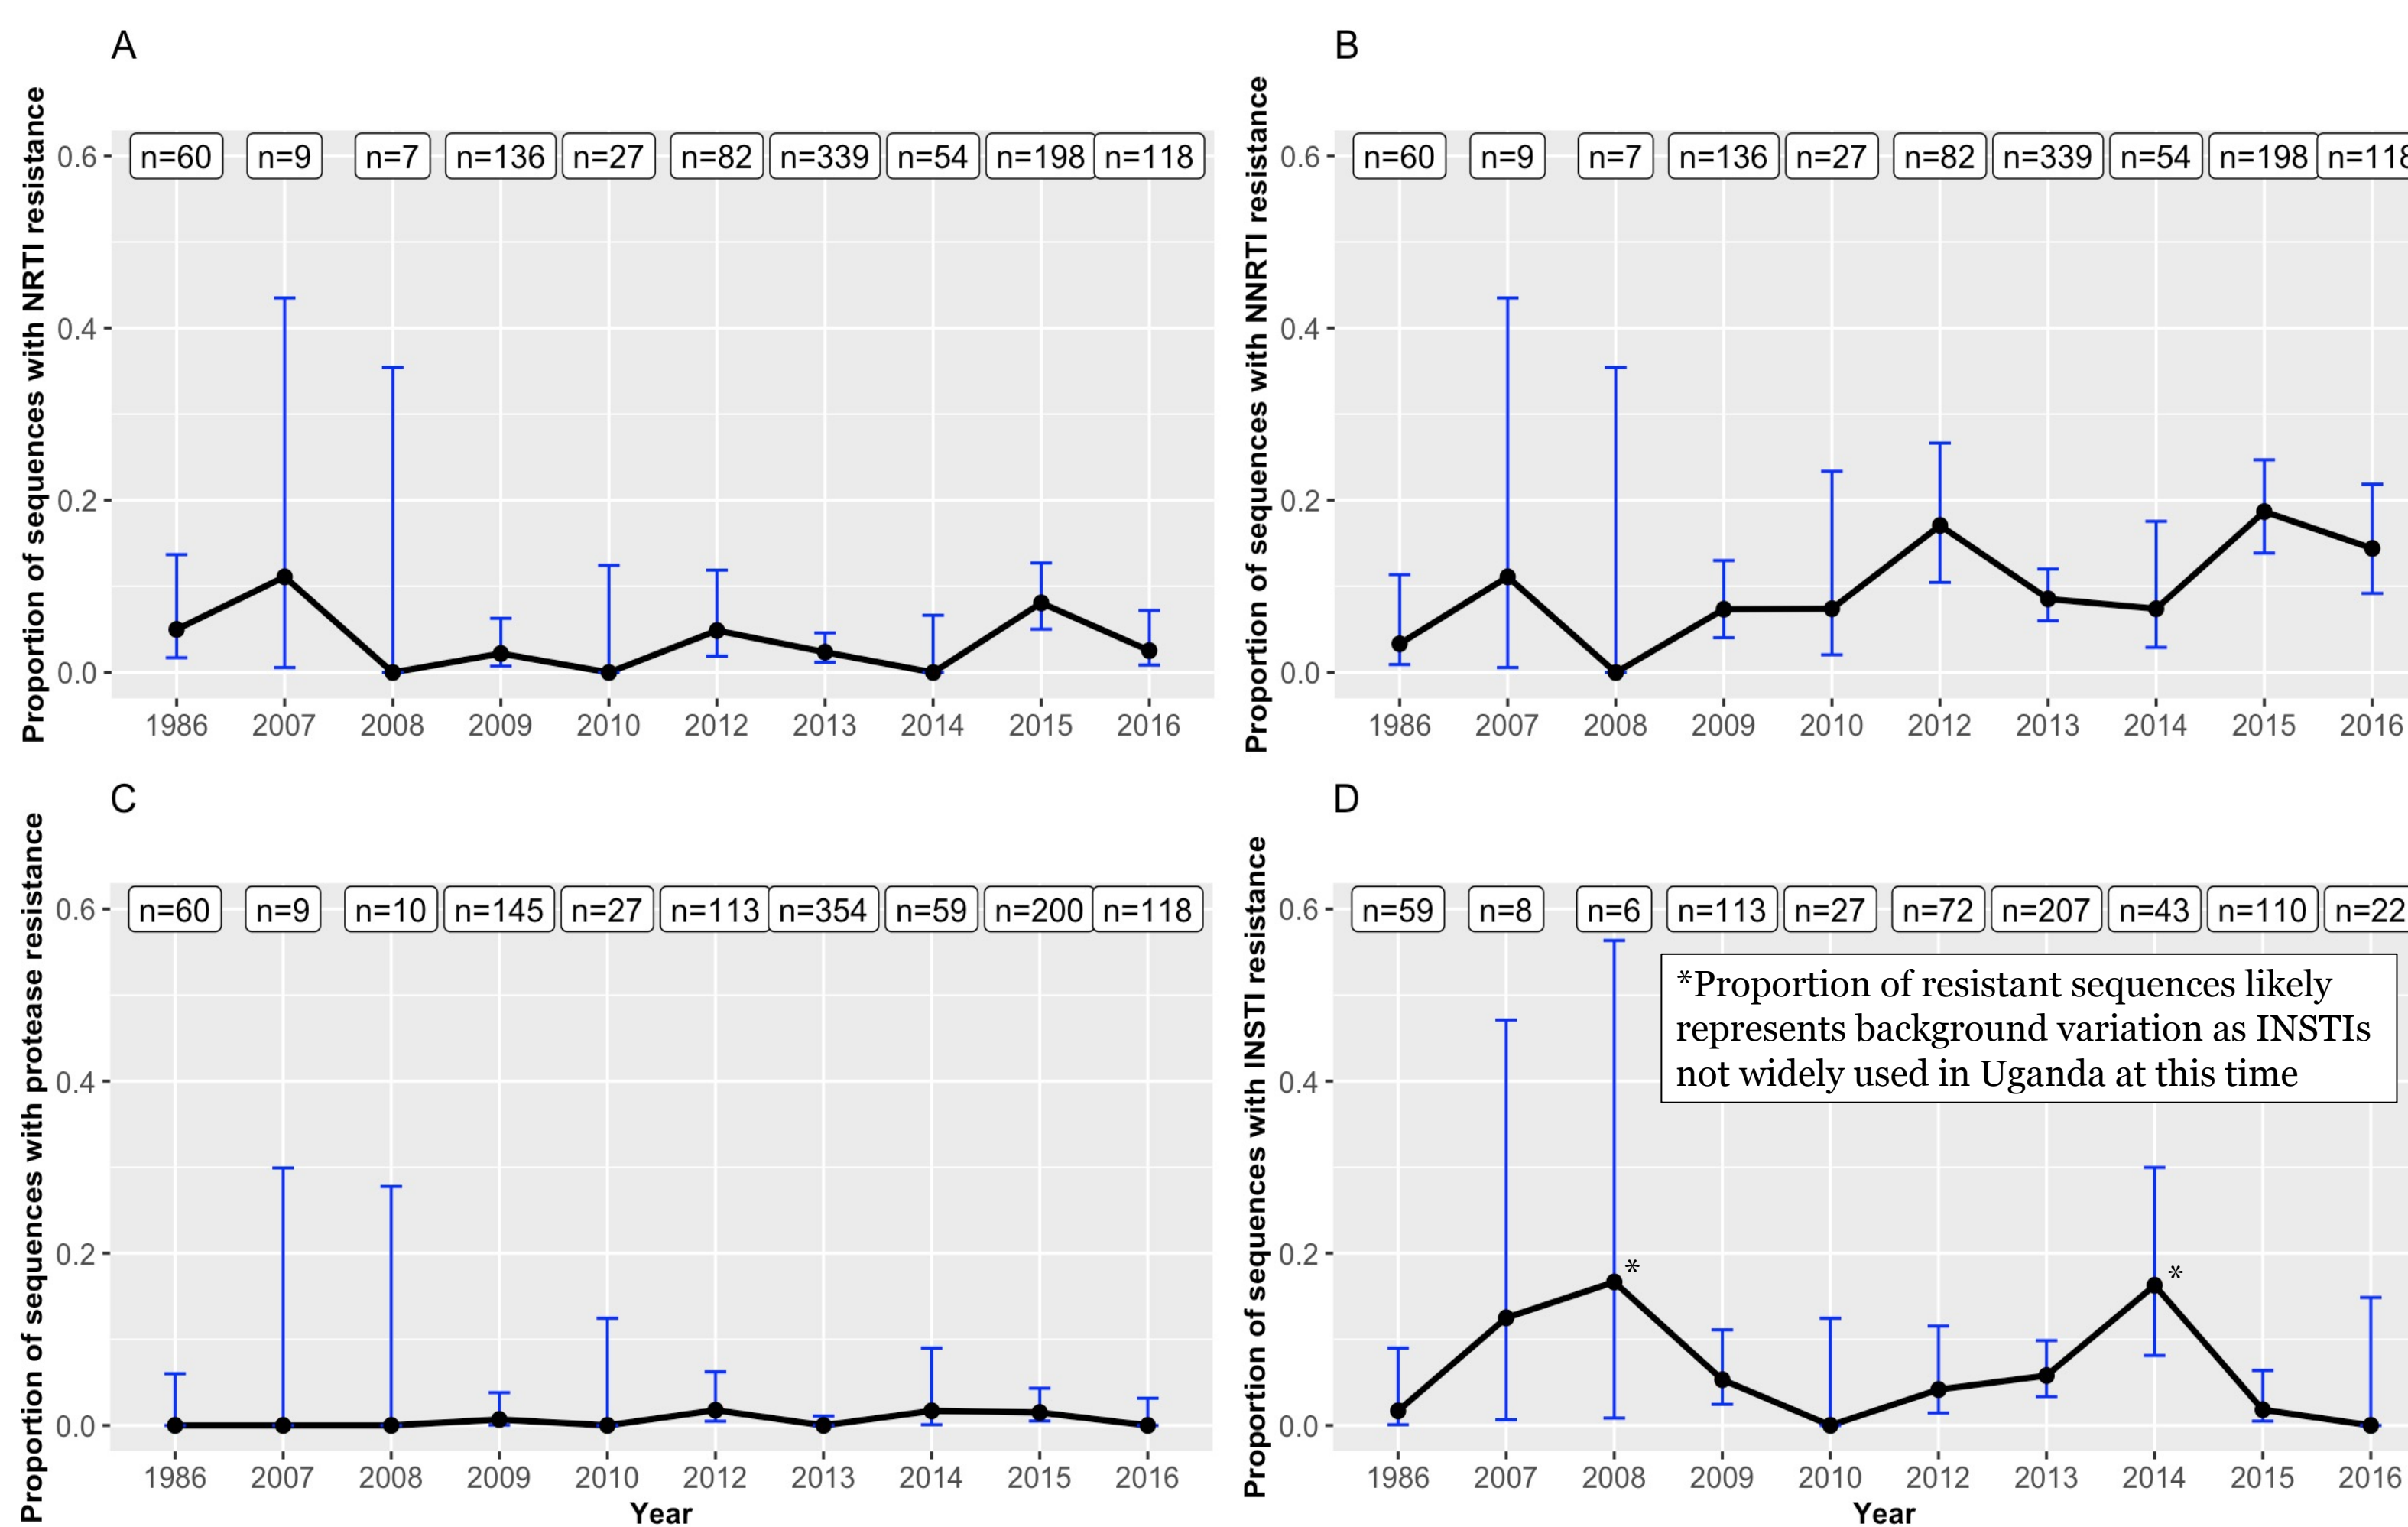 A
Proportion of sequences with NRTI resistance
n=60 n=9 n=7 n=136 n=27 n=82 n=339 n=54 n=198 n=118
0.6
0.4
0.2
0.0
1986 2007 2008 2009 2010 2012 2013 2014 2015 2016
B
Proportion of sequences with NNRTI resistance
n=60 n=9 n=7 n=136 n=27 n=82 n=339 n=54 n=198 n=118
0.6
0.4
0.2
0.0
1986 2007 2008 2009 2010 2012 2013 2014 2015 2016
C
Proportion of sequences with protease resistance
n=60 n=9 n=10 n=145 n=27 n=113 n=354 n=59 n=200 n=118
0.6
0.4
0.2
0.0
1986 2007 2008 2009 2010 2012 2013 2014 2015 2016
Year
D
Proportion of sequences with INSTI resistance
n=59 n=8 n=6 n=113 n=27 n=72 n=207 n=43 n=110 n=22
0.6
*Proportion of resistant sequences likely
represents background variation as INSTIs
not widely used in Uganda at this time
0.4
0.2
* *
0.0
1986 2007 2008 2009 2010 2012 2013 2014 2015 2016
Year